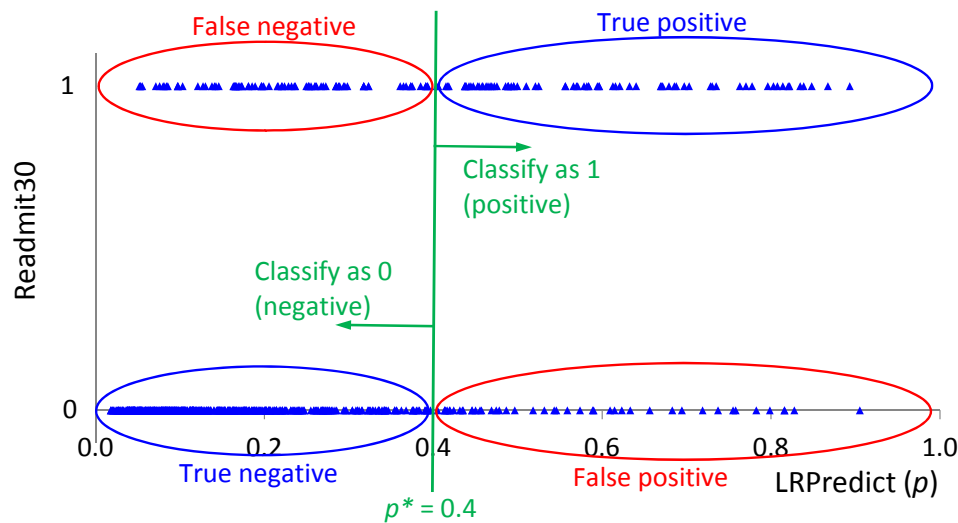 False negative
True positive
1
Classify as 1
(positive)
Readmit30
Classify as 0
(negative)
0
0.0
0.2
0.4
0.6
0.8
1.0
True negative
False positive
LRPredict (p)
p* = 0.4